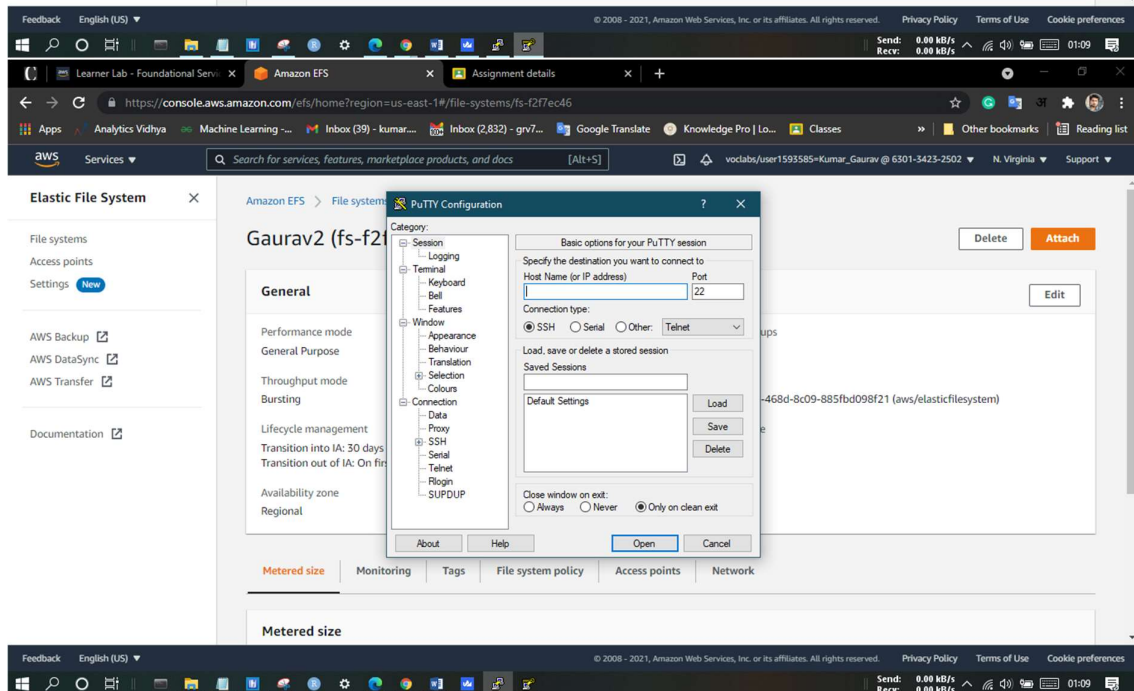 Feedback English (US) © 2008 - 2021, Amazon Web Services, Inc. or its affiliates. All rights reserved. Privacy Policy Terms of Use Cookie preferences
Send: 0.00 kB/s
Recv: 0.00 kB/s
01:09
Learner Lab - Foundational Servic Amazon EFS Assignment details
https://console.aws.amazon.com/efs/home?region=us-east-1#/file-systems/fs-f2f7ec46
Apps Analytics Vidhya Machine Learning -... Inbox (39) - kumar.... Inbox (2,832) - grv7... Google Translate Knowledge Pro | Lo... Classes » Other bookmarks Reading list
aws Services Search for services, features, marketplace products, and docs [Alt+S] voclabs/user1593585=Kumar_Gaurav @ 6301-3423-2502 N. Virginia Support
Elastic File System
File systems
Access points
Settings New
AWS Backup
AWS DataSync
AWS Transfer
Documentation
Amazon EFS > File system
Gaurav2 (fs-f2f
Delete Attach
General
Edit
Performance mode
General Purpose
Throughput mode
Bursting
Lifecycle management
Transition into IA: 30 days
Transition out of IA: On fir
Availability zone
Regional
ups
-468d-8c09-885fbd098f21 (aws/elasticfilesystem)
PuTTY Configuration ?
Category:
Session
Logging
Terminal
Keyboard
Bell
Features
Window
Appearance
Behaviour
Translation
Selection
Colours
Connection
Data
Proxy
SSH
Serial
Telnet
Rlogin
SUPDUP
Basic options for your PuTTY session
Specify the destination you want to connect to
Host Name (or IP address) Port
22
Connection type:
SSH Serial Other: Telnet
Load, save or delete a stored session
Saved Sessions
Default Settings
Load
Save
Delete
Close window on exit:
Always Never Only on clean exit
About Help Open Cancel
Metered size Monitoring Tags File system policy Access points Network
Metered size
Feedback English (US) © 2008 - 2021, Amazon Web Services, Inc. or its affiliates. All rights reserved. Privacy Policy Terms of Use Cookie preferences
Send: 0.00 kB/s
Recv: 0.00 kB/s
01:09